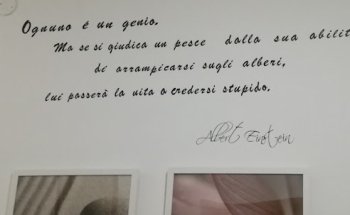 Ognuno è un genio.
Ma se si giudica un pesce dalla sua abilit
di arrampicarsi sugli alberi,
lui passerà la vita a credersi stupido.
Albert Einstein